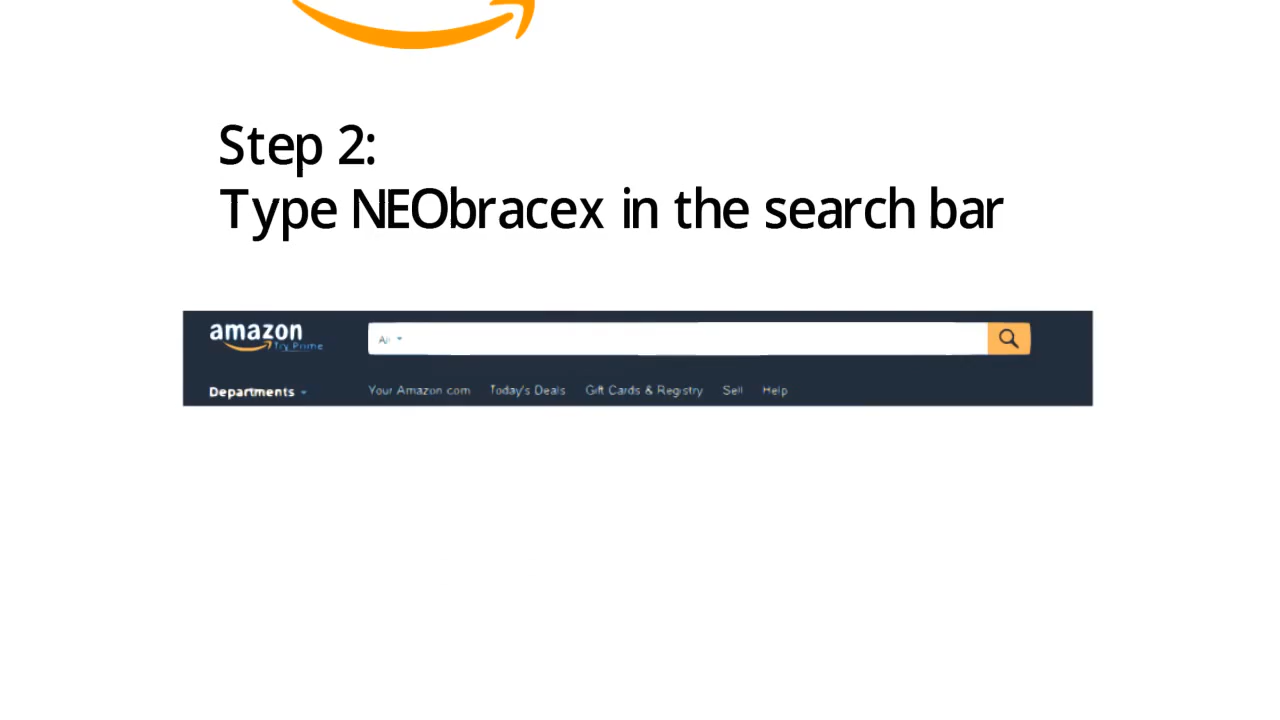 Step 2:
Type NEObracex in the search bar
amazon
Try Prime
Departments
Your Amazon.com Today's Deals Gift Cards & Registry Sell Help